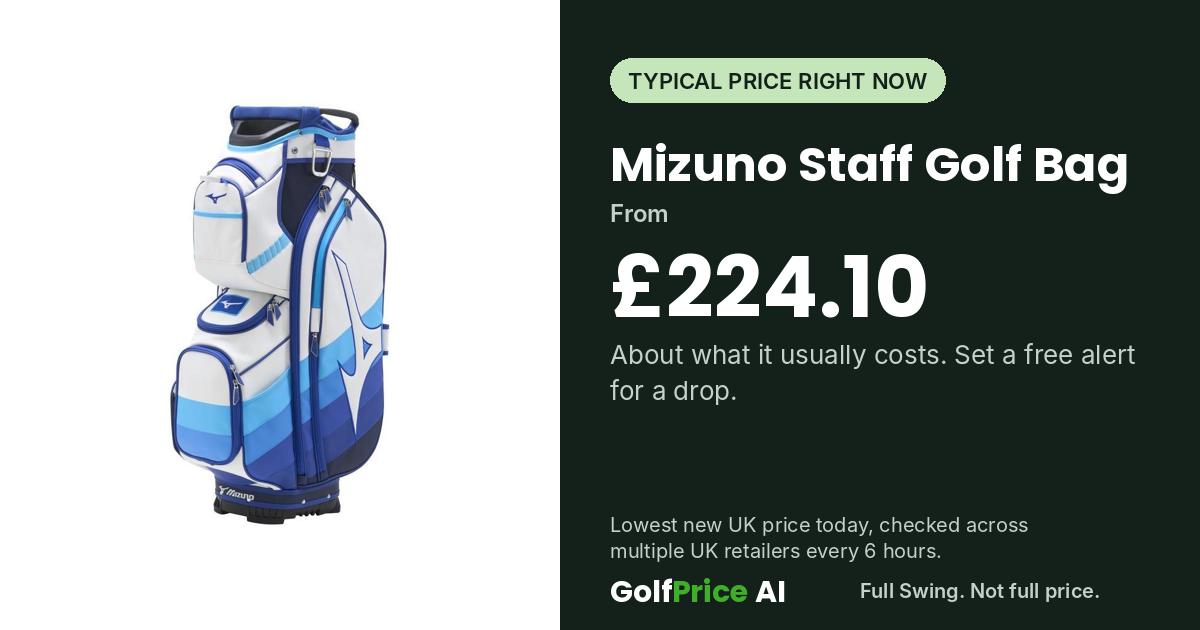 TYPICAL PRICE RIGHT NOW
Mizuno Staff Golf Bag
From
£224.10
About what it usually costs. Set a free alert
for a drop.
Lowest new UK price today, checked across
multiple UK retailers every 6 hours.
GolfPrice AI
Full Swing. Not full price.
Mizuno